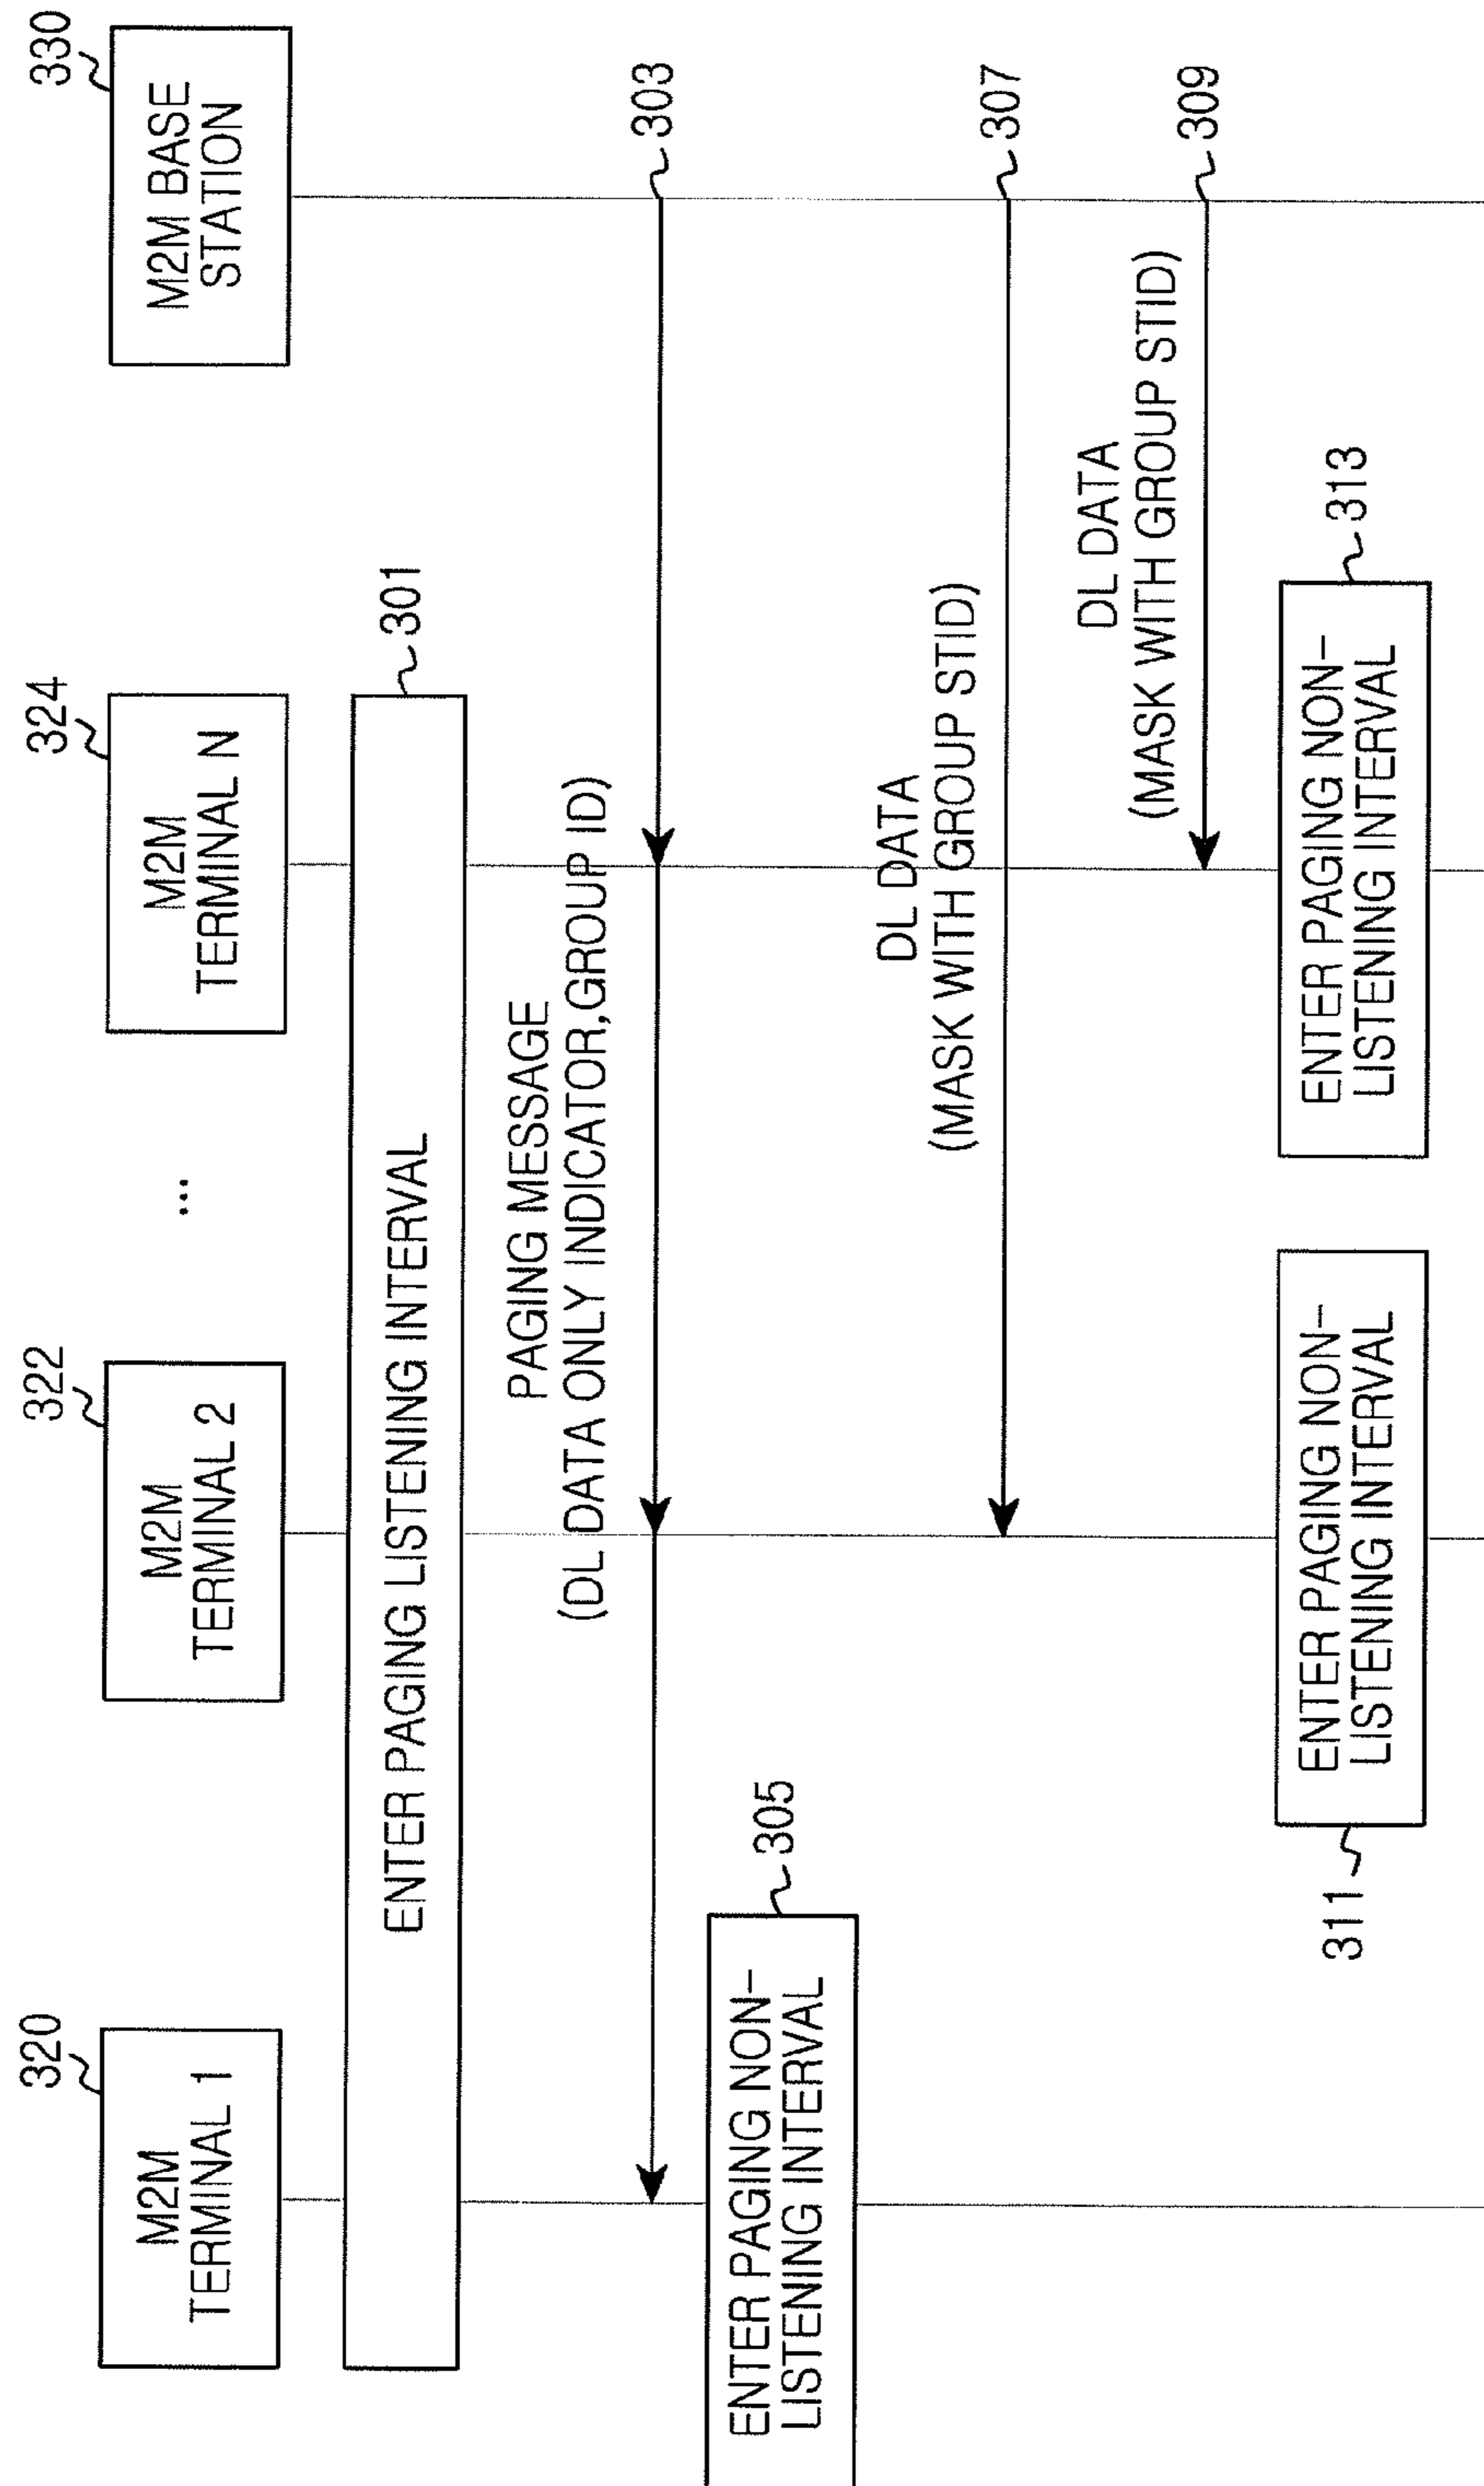 320
M2M
TERMINAL 1
322
M2M
TERMINAL 2
...
324
M2M
TERMINAL N
330
M2M BASE
STATION
ENTER PAGING LISTENING INTERVAL
301
PAGING MESSAGE
(DL DATA ONLY INDICATOR,GROUP ID)
303
ENTER PAGING NON-
LISTENING INTERVAL
305
DL DATA
(MASK WITH GROUP STID)
307
DL DATA
(MASK WITH GROUP STID)
309
311
ENTER PAGING NON-
LISTENING INTERVAL
ENTER PAGING NON-
LISTENING INTERVAL
313